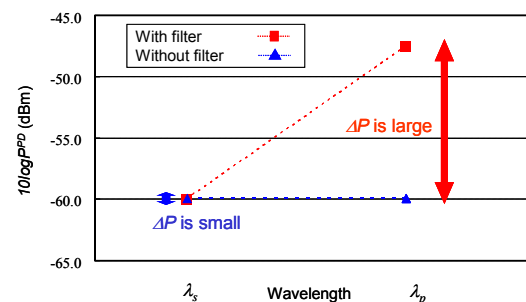 -45.0
With filter
Without filter
-50.0
ΔP is large
-55.0
10logP^PD (dBm)
-60.0
ΔP is small
-65.0
λs
Wavelength
λp